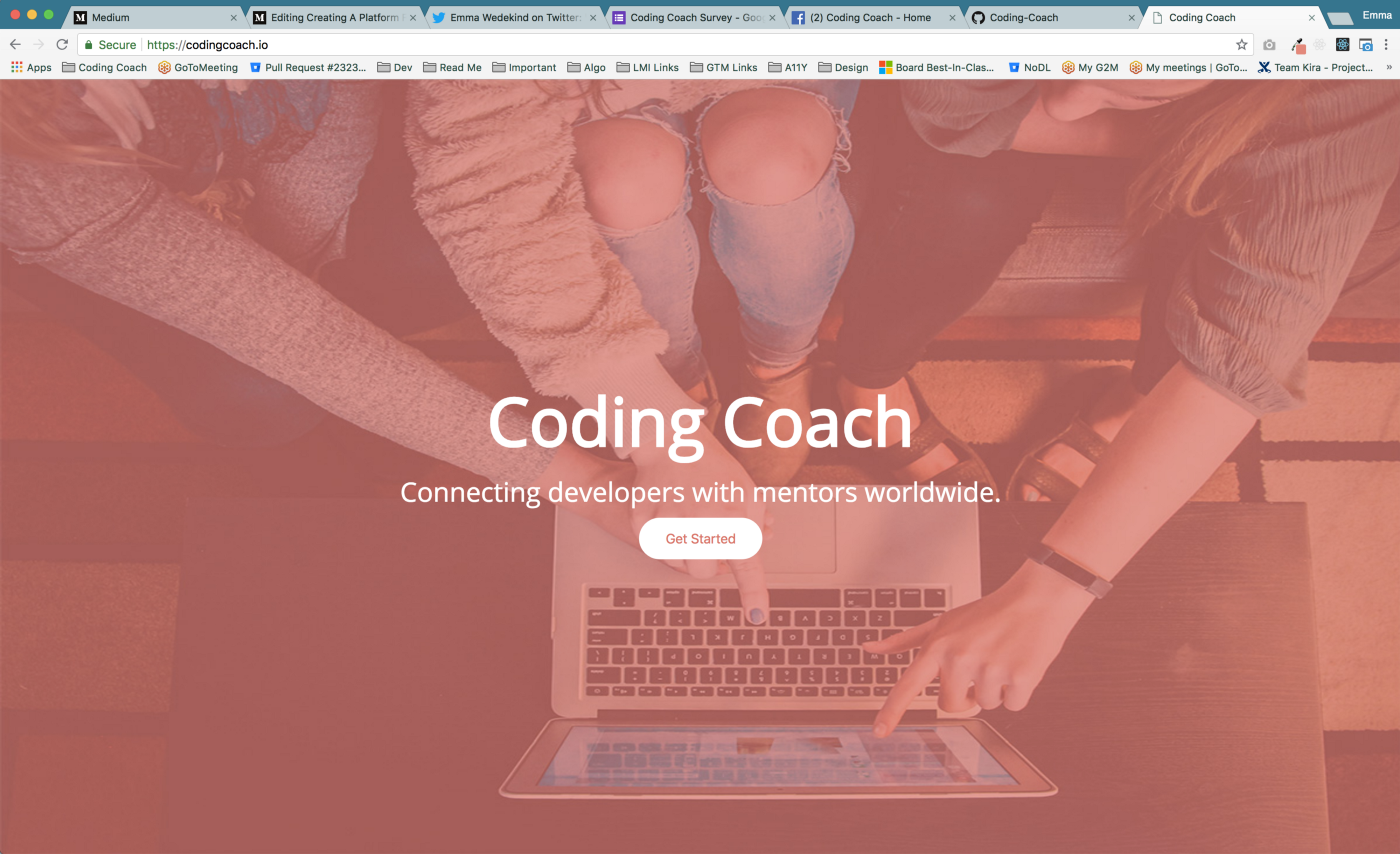 Medium
Editing Creating A Platform
Emma Wedekind on Twitter:
Coding Coach Survey - Goo
(2) Coding Coach - Home
Coding-Coach
Coding Coach
Emma
Secure
https://codingcoach.io
Apps
Coding Coach
GoToMeeting
Pull Request #2323...
Dev
Read Me
Important
Algo
LMI Links
GTM Links
A11Y
Design
Board Best-In-Clas...
NoDL
My G2M
My meetings | GoTo...
Team Kira - Project...
»
Coding Coach
Connecting developers with mentors worldwide.
Get Started